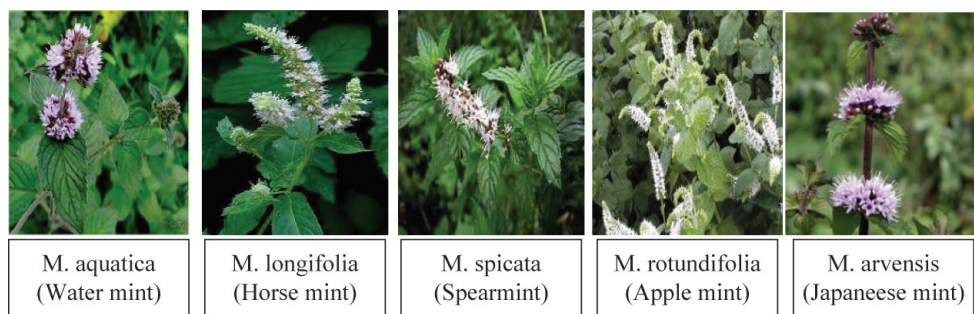 M. aquatica
(Water mint)
M. longifolia
(Horse mint)
M. spicata
(Spearmint)
M. rotundifolia
(Apple mint)
M. arvensis
(Japaneese mint)